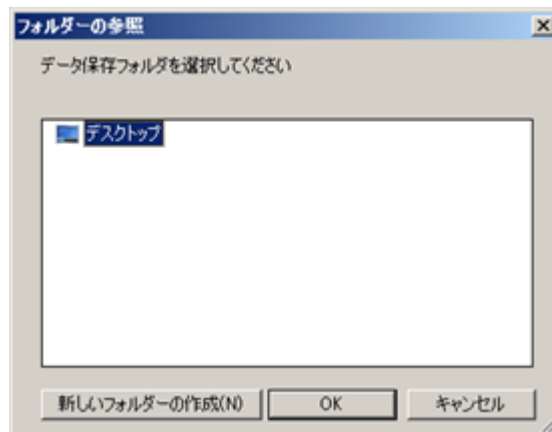 フォルダーの参照
データ保存フォルダを選択してください
デスクトップ
新しいフォルダーの作成(N)
OK
キャンセル